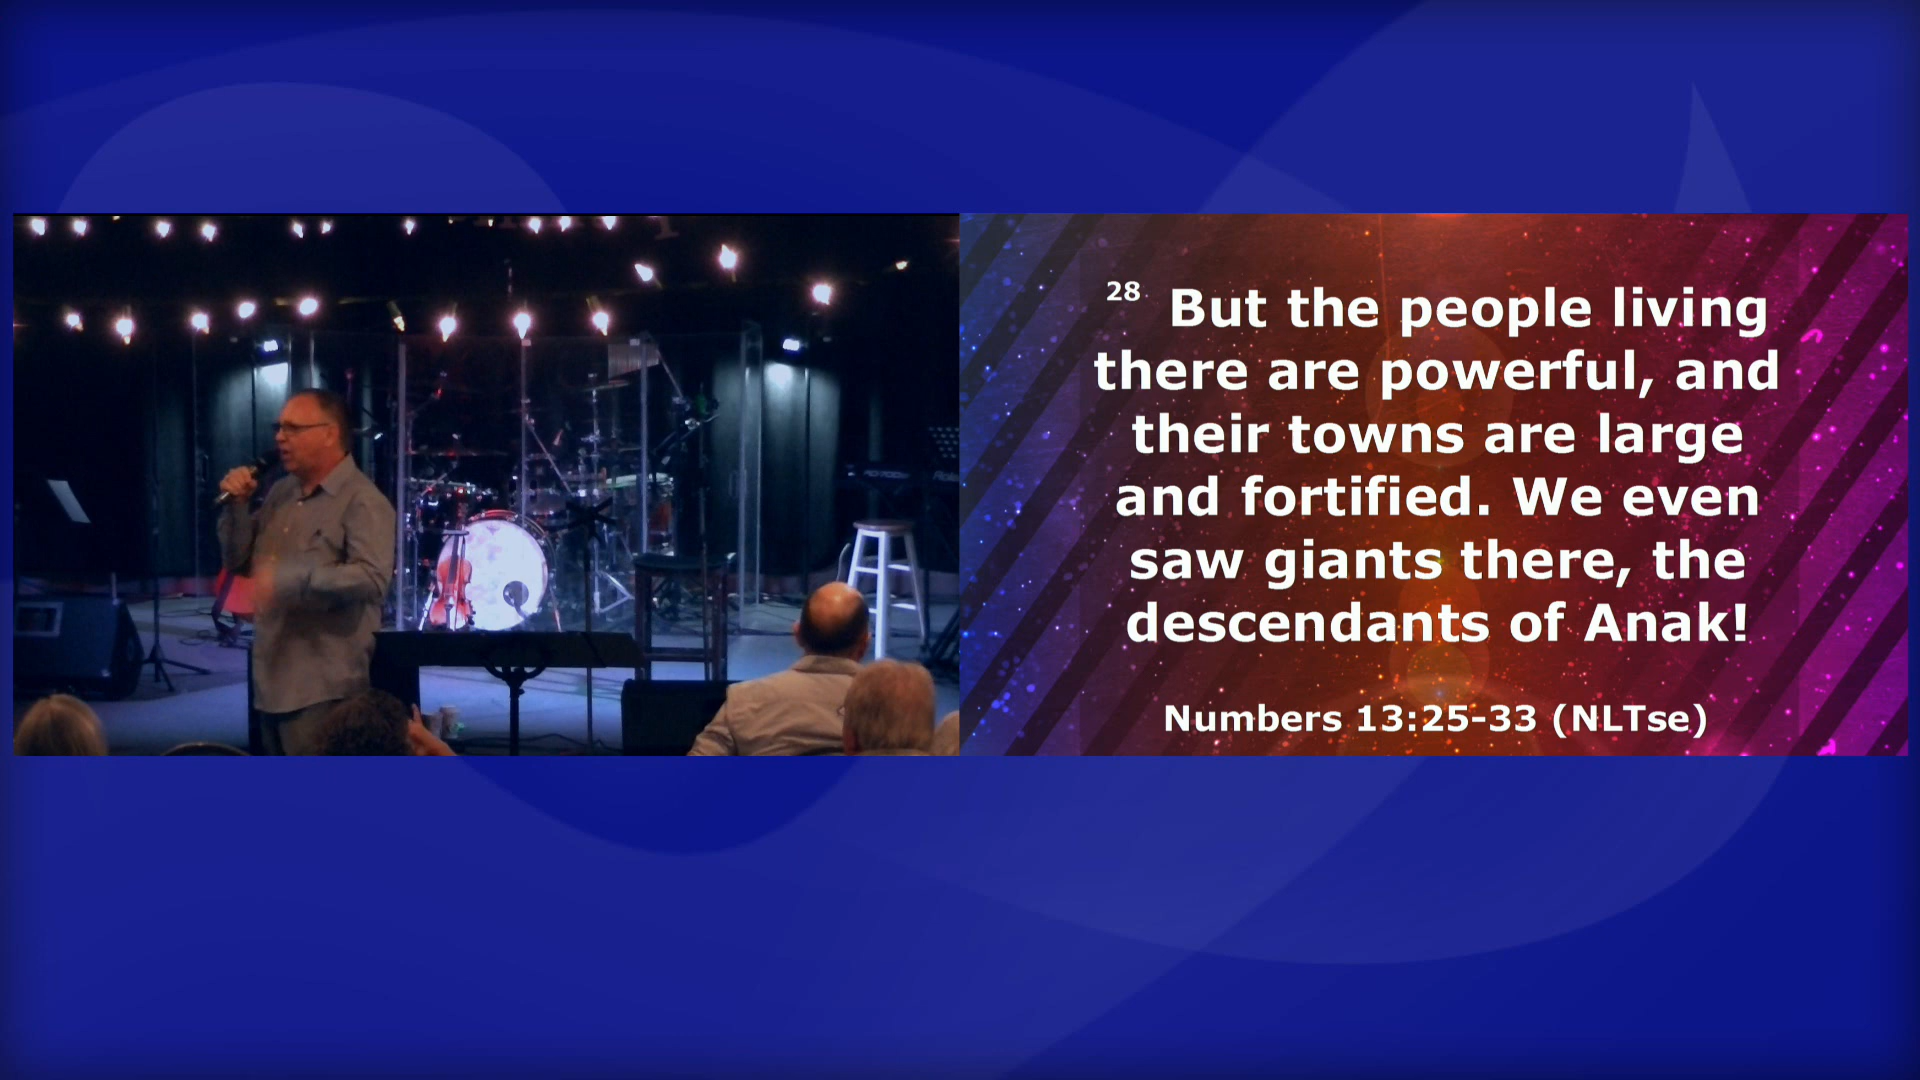 28 But the people living
there are powerful, and
their towns are large
and fortified. We even
saw giants there, the
descendants of Anak!
Numbers 13:25-33 (NLTse)